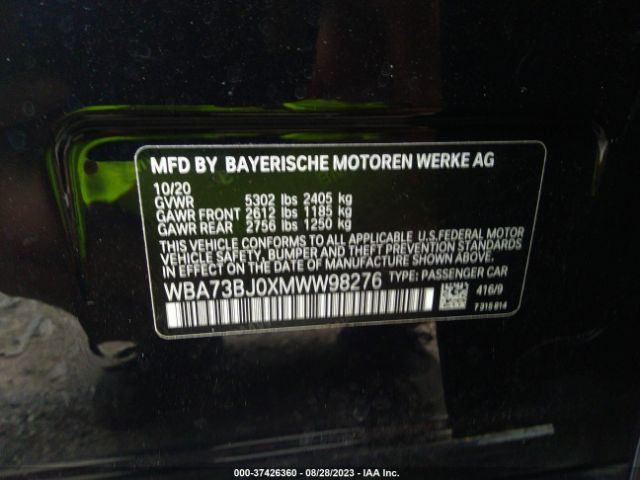 MFD BY BAYERISCHE MOTOREN WERKE AG
10/20
GVWR 5302 lbs 2405 kg
GAWR FRONT 2612 lbs 1185 kg
GAWR REAR 2756 lbs 1250 kg
THIS VEHICLE CONFORMS TO ALL APPLICABLE U.S.FEDERAL MOTOR
VEHICLE SAFETY, BUMPER, AND THEFT PREVENTION STANDARDS
IN EFFECT ON THE DATE OF MANUFACTURE SHOWN ABOVE.
WBA73BJ0XMWW98276 TYPE: PASSENGER CAR
416/9
7 915 814
000-37426360 - 08/28/2023 - IAA Inc.